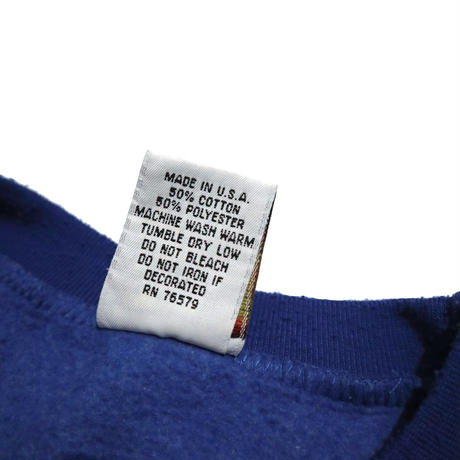 MADE IN U.S.A.
50% COTTON
50% POLYESTER
MACHINE WASH WARM
TUMBLE DRY LOW
DO NOT BLEACH
DO NOT IRON IF
DECORATED
RN 76579